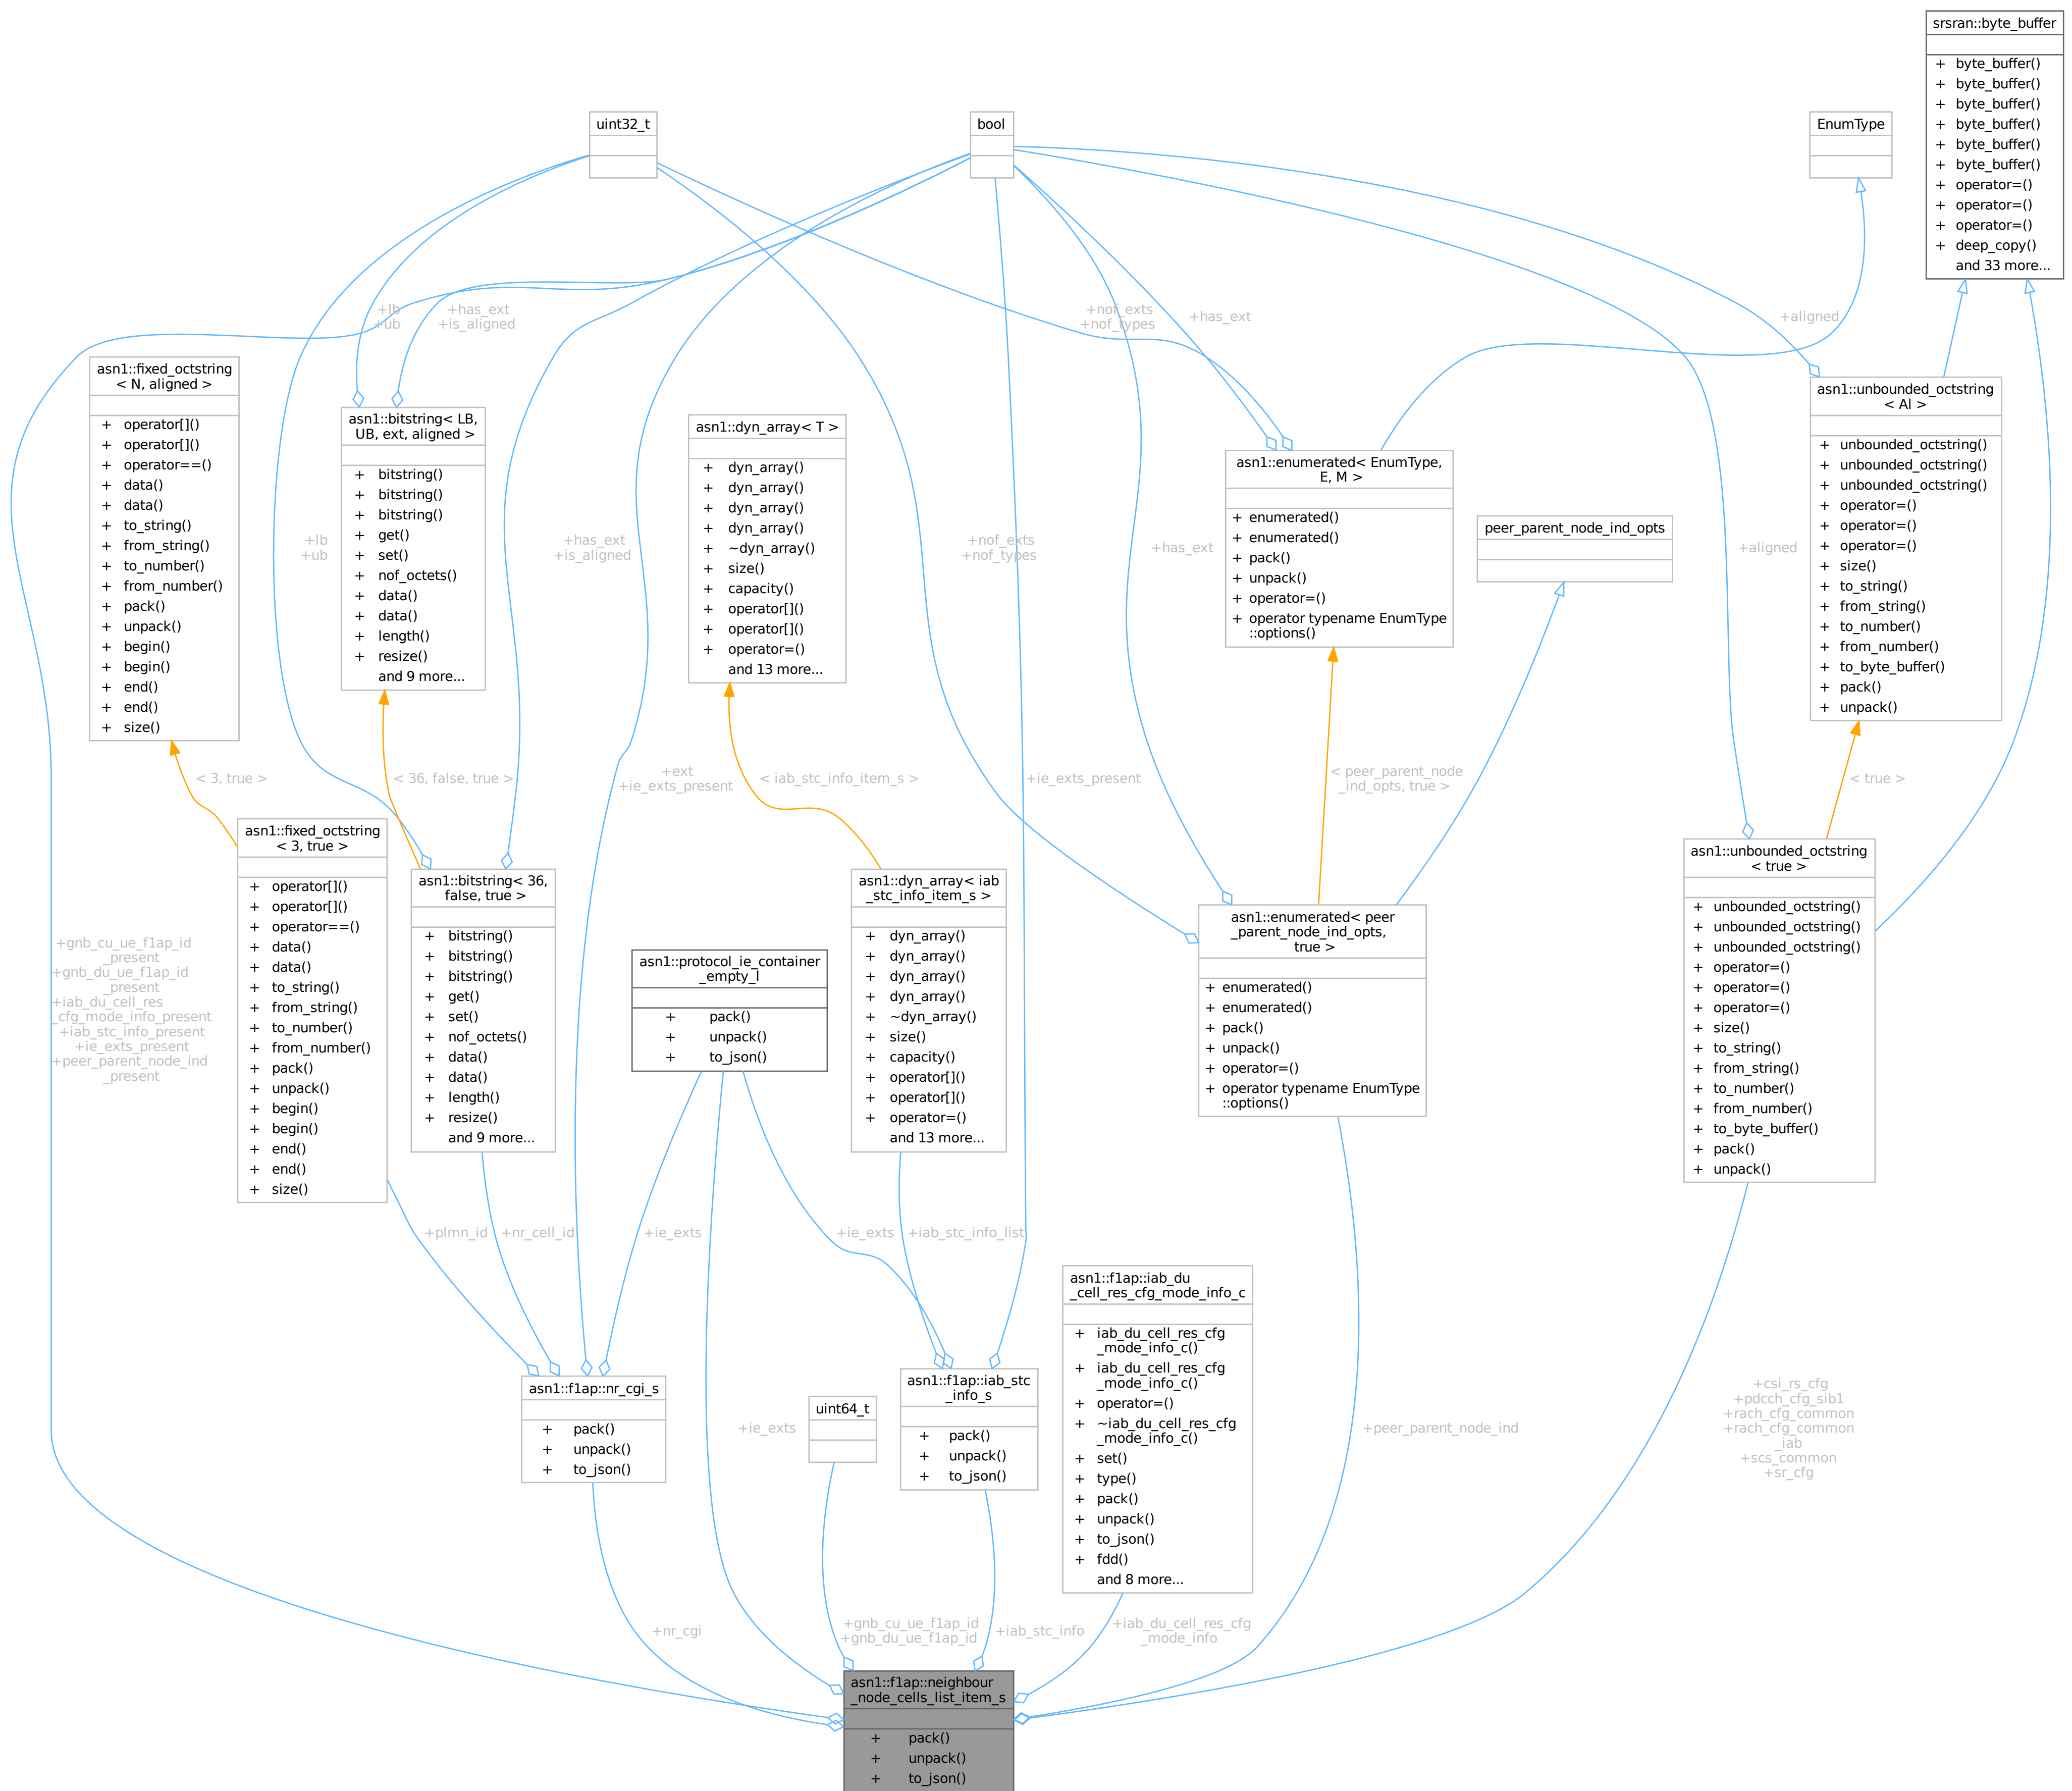 srsran::byte_buffer
+ byte_buffer()
+ byte_buffer()
+ byte_buffer()
+ byte_buffer()
+ byte_buffer()
+ byte_buffer()
+ operator=()
+ operator=()
+ operator=()
+ deep_copy()
and 33 more...
uint32_t
bool
EnumType
+lb
+ub
+has_ext
+is_aligned
+nof_exts
+nof_types
+has_ext
+aligned
asn1::fixed_octstring
< N, aligned >
+ operator[]()
+ operator[]()
+ operator==()
+ data()
+ data()
+ to_string()
+ from_string()
+ to_number()
+ from_number()
+ pack()
+ unpack()
+ begin()
+ begin()
+ end()
+ end()
+ size()
asn1::bitstring< LB,
UB, ext, aligned >
+ bitstring()
+ bitstring()
+ bitstring()
+ get()
+ set()
+ nof_octets()
+ data()
+ data()
+ length()
+ resize()
and 9 more...
asn1::dyn_array< T >
+ dyn_array()
+ dyn_array()
+ dyn_array()
+ dyn_array()
+ ~dyn_array()
+ size()
+ capacity()
+ operator[]()
+ operator[]()
+ operator=()
and 13 more...
asn1::enumerated< EnumType,
E, M >
+ enumerated()
+ enumerated()
+ pack()
+ unpack()
+ operator=()
+ operator typename EnumType
::options()
peer_parent_node_ind_opts
asn1::unbounded_octstring
< Al >
+ unbounded_octstring()
+ unbounded_octstring()
+ unbounded_octstring()
+ operator=()
+ operator=()
+ operator=()
+ size()
+ to_string()
+ from_string()
+ to_number()
+ from_number()
+ to_byte_buffer()
+ pack()
+ unpack()
+lb
+ub
+has_ext
+is_aligned
+nof_exts
+nof_types
+has_ext
+aligned
< 3, true >
< 36, false, true >
+ext
+ie_exts_present
< iab_stc_info_item_s >
+ie_exts_present
< peer_parent_node
_ind_opts, true >
< true >
asn1::fixed_octstring
< 3, true >
+ operator[]()
+ operator[]()
+ operator==()
+ data()
+ data()
+ to_string()
+ from_string()
+ to_number()
+ from_number()
+ pack()
+ unpack()
+ begin()
+ begin()
+ end()
+ end()
+ size()
asn1::bitstring< 36,
false, true >
+ bitstring()
+ bitstring()
+ bitstring()
+ get()
+ set()
+ nof_octets()
+ data()
+ data()
+ length()
+ resize()
and 9 more...
asn1::protocol_ie_container
_empty_l
+ pack()
+ unpack()
+ to_json()
asn1::dyn_array< iab
_stc_info_item_s >
+ dyn_array()
+ dyn_array()
+ dyn_array()
+ dyn_array()
+ ~dyn_array()
+ size()
+ capacity()
+ operator[]()
+ operator[]()
+ operator=()
and 13 more...
asn1::enumerated< peer
_parent_node_ind_opts,
true >
+ enumerated()
+ enumerated()
+ pack()
+ unpack()
+ operator=()
+ operator typename EnumType
::options()
asn1::unbounded_octstring
< true >
+ unbounded_octstring()
+ unbounded_octstring()
+ unbounded_octstring()
+ operator=()
+ operator=()
+ operator=()
+ size()
+ to_string()
+ from_string()
+ to_number()
+ from_number()
+ to_byte_buffer()
+ pack()
+ unpack()
+gnb_cu_ue_f1ap_id
_present
+gnb_du_ue_f1ap_id
_present
+iab_du_cell_res
_cfg_mode_info_present
+iab_stc_info_present
+ie_exts_present
+peer_parent_node_ind
_present
+plmn_id
+nr_cell_id
+ie_exts
+ie_exts
+iab_stc_info_list
asn1::f1ap::nr_cgi_s
+ pack()
+ unpack()
+ to_json()
+ie_exts
uint64_t
asn1::f1ap::iab_stc
_info_s
+ pack()
+ unpack()
+ to_json()
asn1::f1ap::iab_du
_cell_res_cfg_mode_info_c
+ iab_du_cell_res_cfg
_mode_info_c()
+ iab_du_cell_res_cfg
_mode_info_c()
+ operator=()
+ ~iab_du_cell_res_cfg
_mode_info_c()
+ set()
+ type()
+ pack()
+ unpack()
+ to_json()
+ fdd()
and 8 more...
+peer_parent_node_ind
+csi_rs_cfg
+pdcch_cfg_sib1
+rach_cfg_common
+rach_cfg_common
_iab
+scs_common
+sr_cfg
+nr_cgi
+gnb_cu_ue_f1ap_id
+gnb_du_ue_f1ap_id
+iab_stc_info
+iab_du_cell_res_cfg
_mode_info
asn1::f1ap::neighbour
_node_cells_list_item_s
+ pack()
+ unpack()
+ to_json()